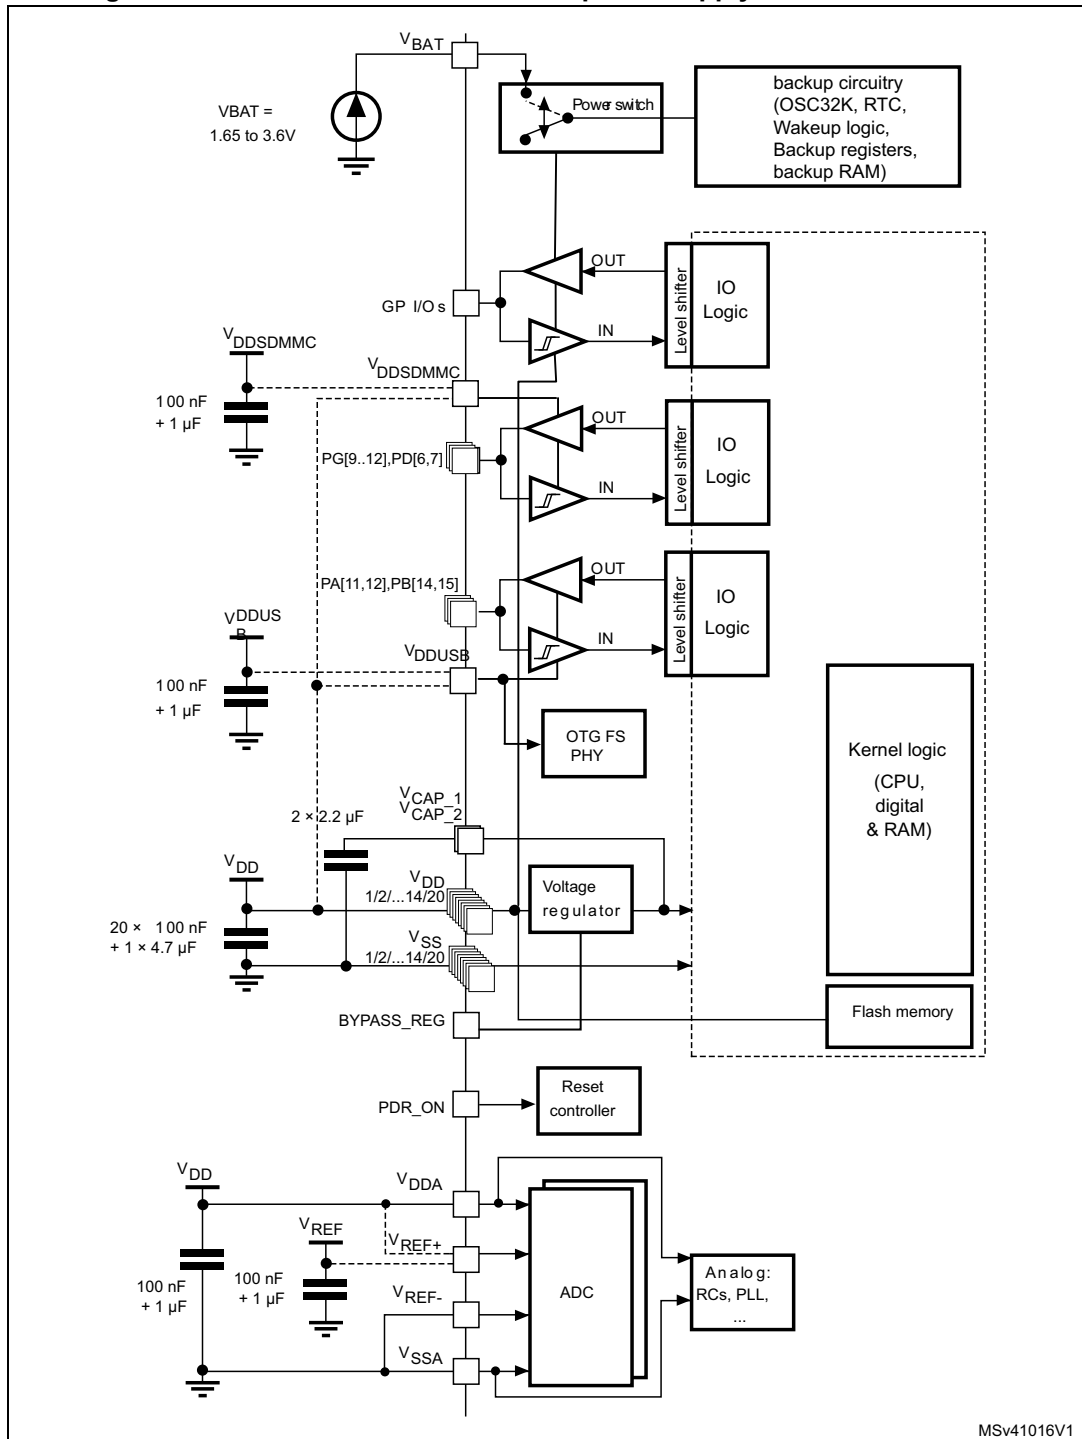 VBAT
VBAT =
1.65 to 3.6V
Power switch
backup circuitry
(OSC32K, RTC,
Wakeup logic,
Backup registers,
backup RAM)
OUT
GP I/Os
IN
Level shifter
IO
Logic
VDDSDMMC
100 nF
+ 1 µF
VDDSDMMC
OUT
PG[9..12],PD[6,7]
IN
Level shifter
IO
Logic
PA[11,12],PB[14,15]
OUT
IN
Level shifter
IO
Logic
VDDUS
B
100 nF
+ 1 µF
VDDUSB
OTG FS
PHY
Kernel logic
(CPU,
digital
& RAM)
VCAP_1
VCAP_2
2 × 2.2 µF
VDD
20 × 100 nF
+ 1 × 4.7 µF
VDD
1/2/...14/20
Voltage
regulator
VSS
1/2/...14/20
BYPASS_REG
Flash memory
PDR_ON
Reset
controller
VDD
100 nF
+ 1 µF
VREF
100 nF
+ 1 µF
VDDA
VREF+
VREF-
VSSA
ADC
Analog:
RCs, PLL,
...
MSv41016V1